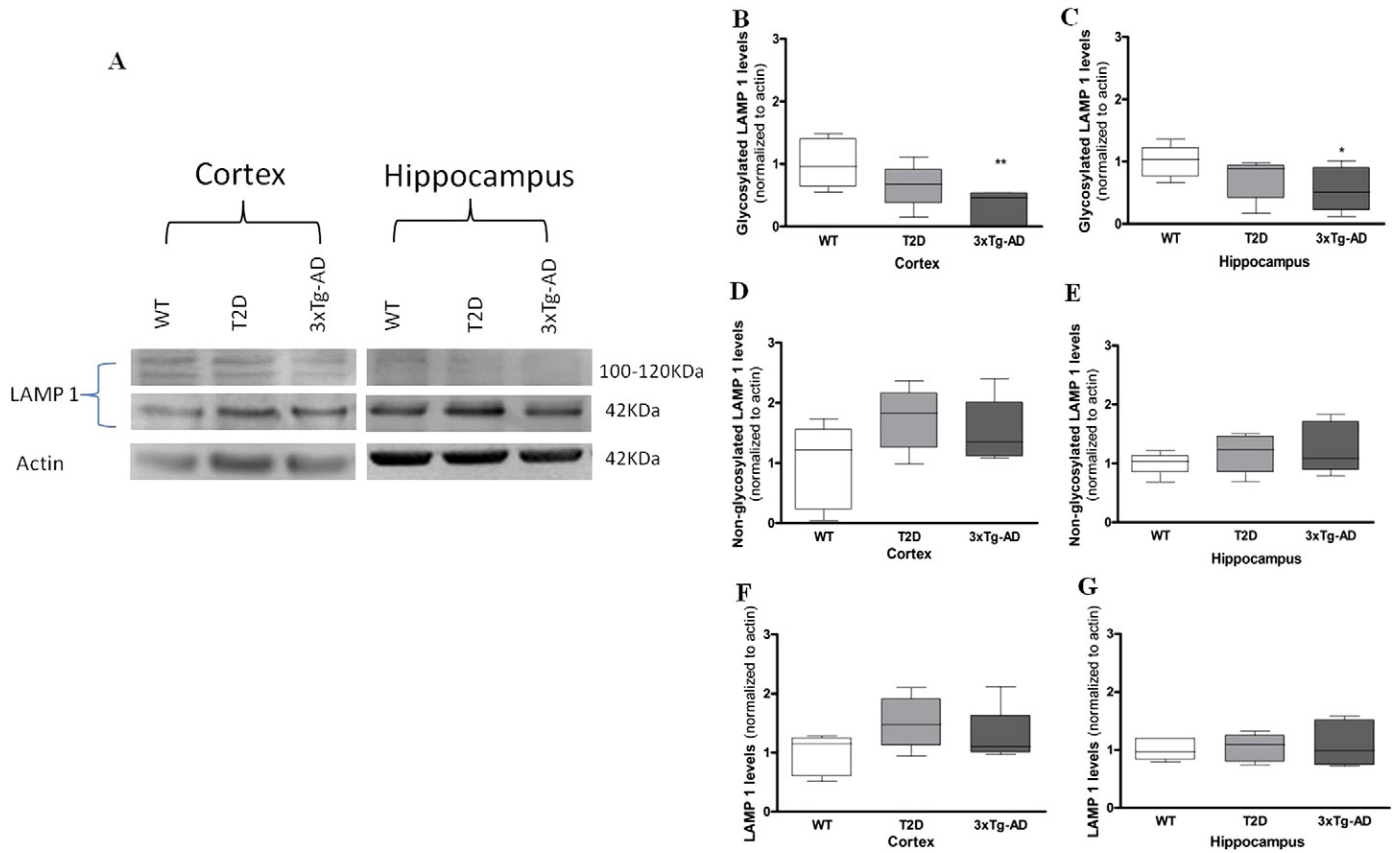 A
Cortex
Hippocampus
WT
T2D
3xTg-AD
WT
T2D
3xTg-AD
LAMP 1
100-120KDa
42KDa
Actin
42KDa
B
Glycosylated LAMP 1 levels
(normalized to actin)
3
2
1
0
**
WT
T2D
3xTg-AD
Cortex
C
Glycosylated LAMP 1 levels
(normalized to actin)
3
2
1
0
*
WT
T2D
3xTg-AD
Hippocampus
D
Non-glycosylated LAMP 1 levels
(normalized to actin)
3
2
1
0
WT
T2D
3xTg-AD
Cortex
E
Non-glycosylated LAMP 1 levels
(normalized to actin)
3
2
1
0
WT
T2D
3xTg-AD
Hippocampus
F
LAMP 1 levels (normalized to actin)
3
2
1
0
WT
T2D
3xTg-AD
Cortex
G
LAMP 1 levels (normalized to actin)
3
2
1
0
WT
T2D
3xTg-AD
Hippocampus